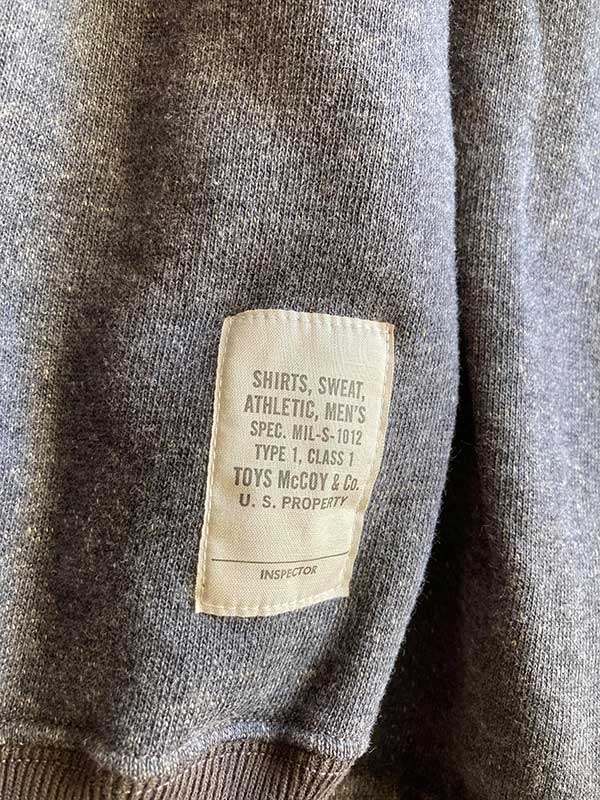 SHIRTS, SWEAT,
ATHLETIC, MEN'S
SPEC. MIL-S-1012
TYPE 1, CLASS 1
TOYS McCOY & Co.
U. S. PROPERTY
INSPECTOR